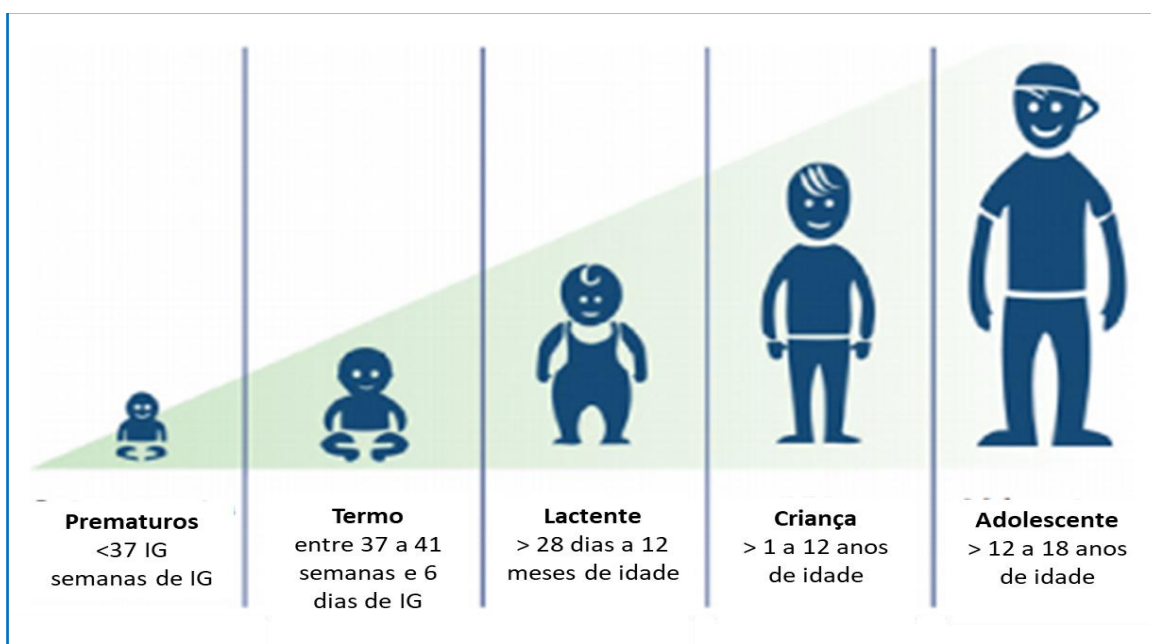 Prematuros
<37 IG
semanas de IG
Termo
entre 37 a 41
semanas e 6
dias de IG
Lactente
> 28 dias a 12
meses de idade
Criança
> 1 a 12 anos
de idade
Adolescente
> 12 a 18 anos
de idade